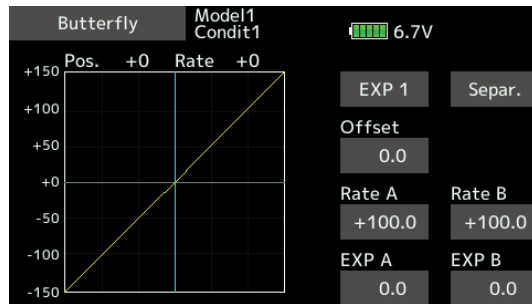 Butterfly
Model1
Condit1
6.7V
Pos. +0 Rate +0
+150
+100
+50
+0
-50
-100
-150
EXP 1
Separ.
Offset
0.0
Rate A
Rate B
+100.0
+100.0
EXP A
EXP B
0.0
0.0